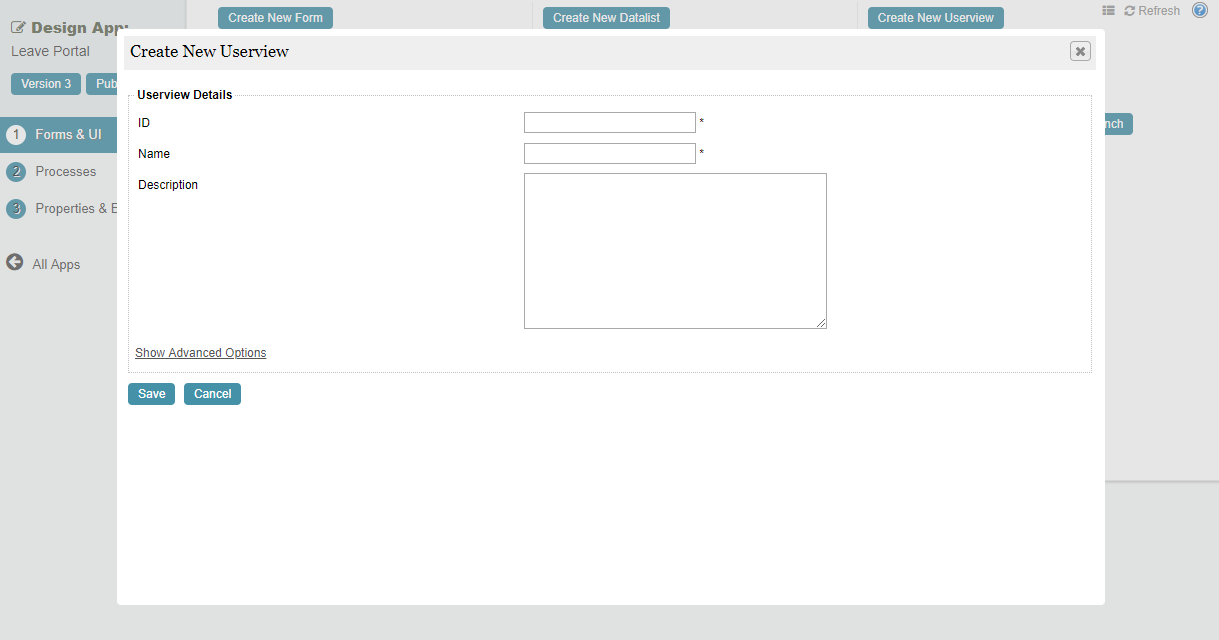 Create New Form
Create New Datalist
Create New Userview
Refresh
?
Design App:
Leave Portal
Version 3
Create New Userview
Userview Details
ID
*
Name
*
Description
Show Advanced Options
Save
Cancel
1 Forms & UI
2 Processes
3 Properties &
All Apps